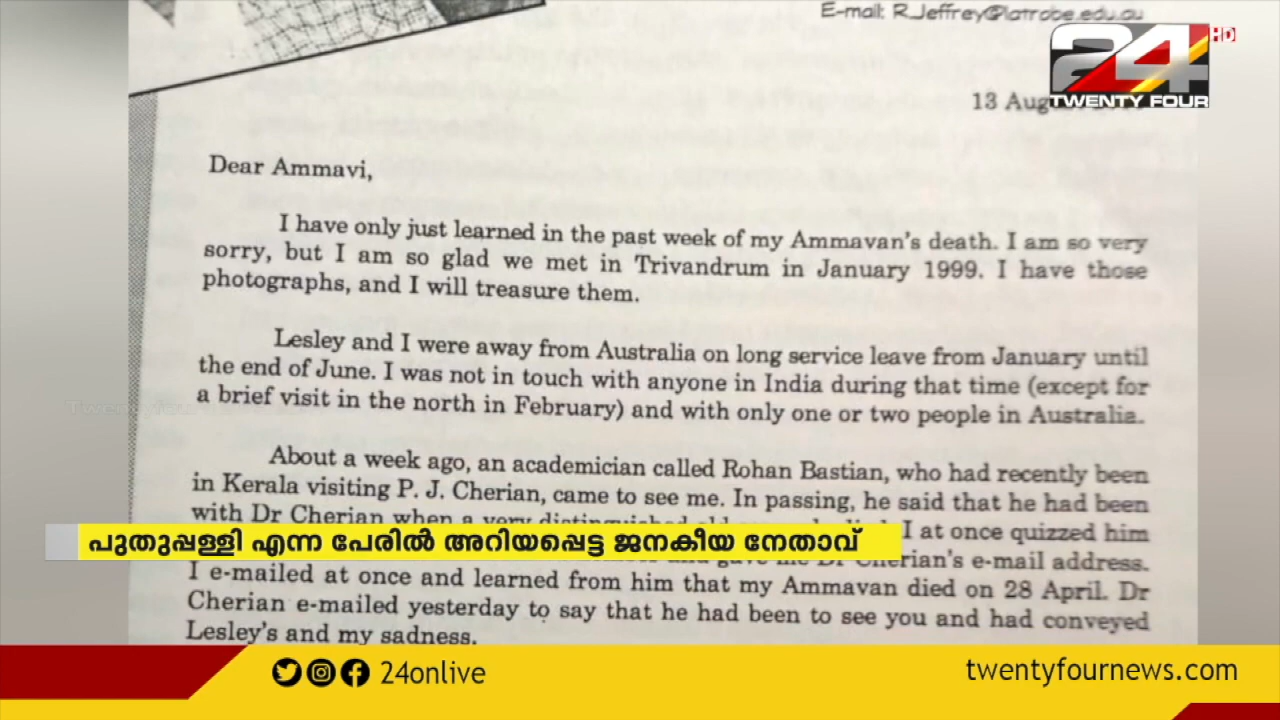 E-mail: R.Jeffrey@latrobe.edu.au
24 HD
TWENTY FOUR
13
Dear Ammavi,
I have only just learned in the past week of my Ammavan's death. I am so very
sorry, but I am so glad we met in Trivandrum in January 1999. I have those
photographs, and I will treasure them.
Lesley and I were away from Australia on long service leave from January until
the end of June. I was not in touch with anyone in India during that time (except for
a brief visit in the north in February) and with only one or two people in Australia.
About a week ago, an academician called Rohan Bastian, who had recently been
in Kerala visiting P. J. Cherian, came to see me. In passing, he said that he had been
with Dr Cherian when a very distinguished I at once quizzed him
പുതുപ്പള്ളി എന്ന പേരിൽ അറിയപ്പെട്ട ജനകീയ നേതാവ്
and gave me Dr Cherian's e-mail address.
I e-mailed at once and learned from him that my Ammavan died on 28 April. Dr
Cherian e-mailed yesterday to say that he had been to see you and had conveyed
Lesley's and my sadness.
24onlive
twentyfournews.com